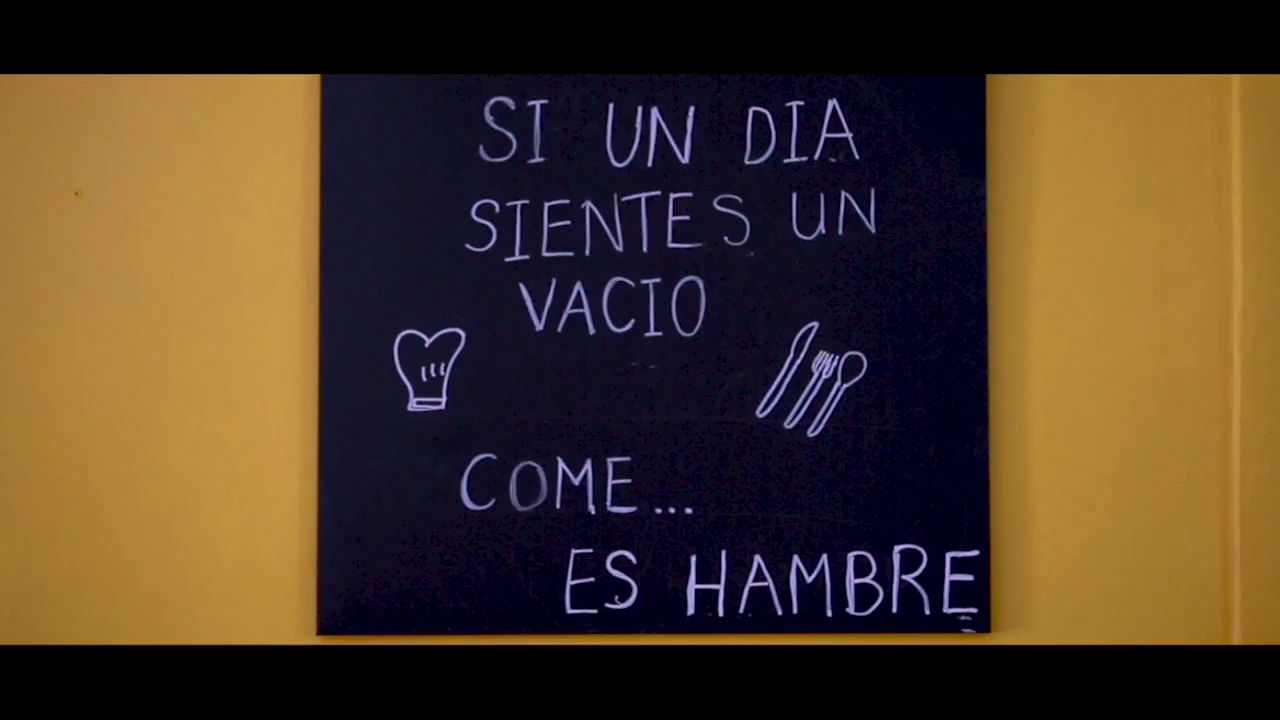 SI UN DIA
SIENTES UN
VACIO
COME...
ES HAMBRE